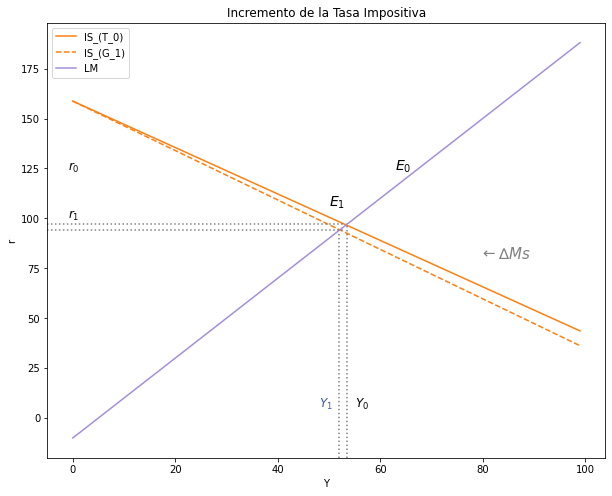 Incremento de la Tasa Impositiva
IS_(T_0)
IS_(G_1)
LM
175
150
125
100
75
50
25
0
r
r₀
r₁
E₀
E₁
←ΔMs
Y₁
Y₀
0
20
40
60
80
100
Y